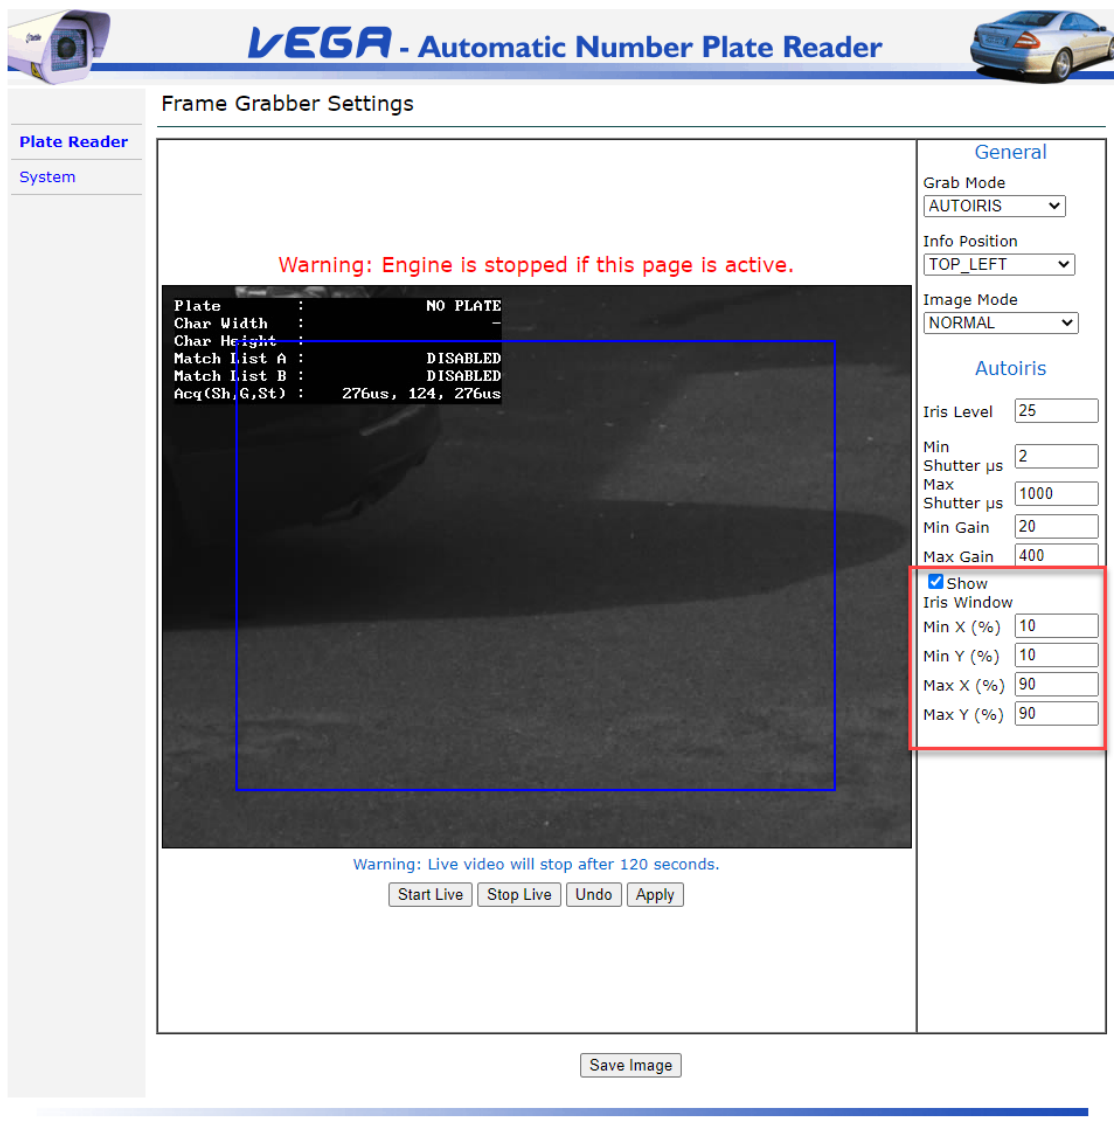 VEGA - Automatic Number Plate Reader
Frame Grabber Settings
Plate Reader
System
Warning: Engine is stopped if this page is active.
Plate : NO PLATE
Char Width : -
Char Height :
Match List A : DISABLED
Match List B : DISABLED
Acq(Sh,G,St) : 276us, 124, 276us
Warning: Live video will stop after 120 seconds.
Start Live Stop Live Undo Apply
General
Grab Mode
AUTOIRIS
Info Position
TOP_LEFT
Image Mode
NORMAL
Autoiris
Iris Level 25
Min
Shutter µs 2
Max
Shutter µs 1000
Min Gain 20
Max Gain 400
Show
Iris Window
Min X (%) 10
Min Y (%) 10
Max X (%) 90
Max Y (%) 90
Save Image